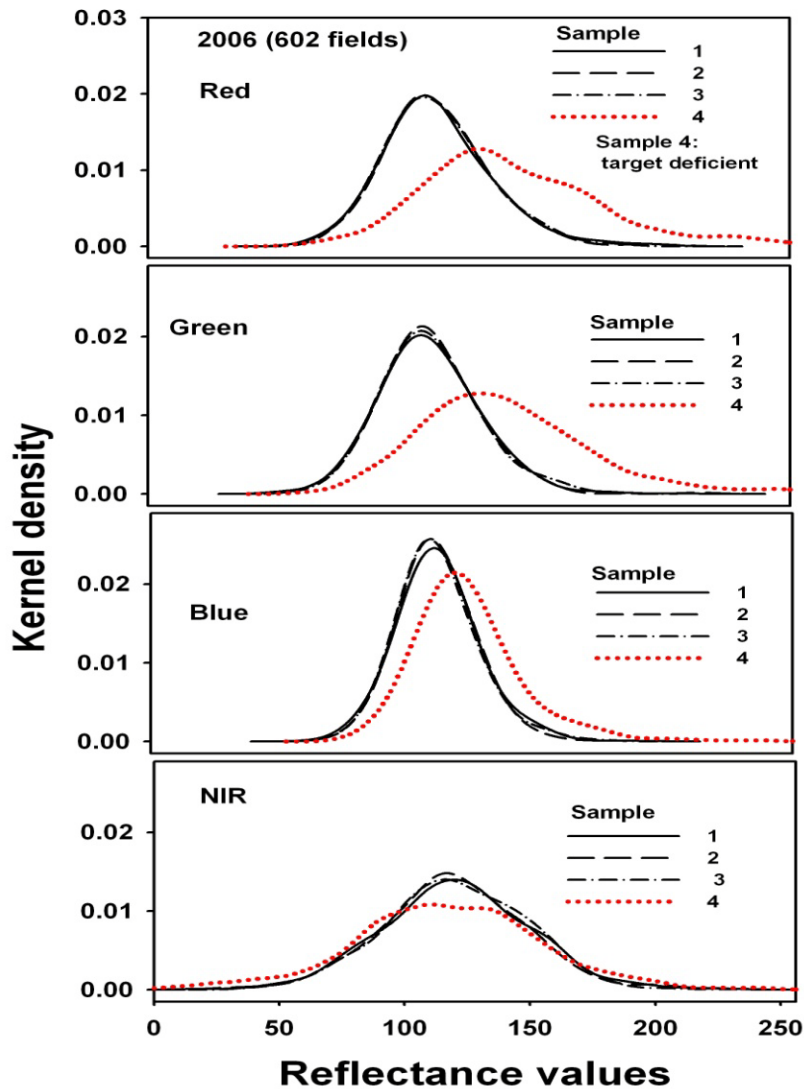 0.03
2006 (602 fields)
Sample
Red
1
2
3
4
0.02
Sample 4:
target deficient
0.01
0.00
Green
Sample
1
2
3
4
0.02
0.01
0.00
Kernel density
Blue
Sample
1
2
3
4
0.02
0.01
0.00
NIR
Sample
1
2
3
4
0.02
0.01
0.00
0 50 100 150 200 250
Reflectance values